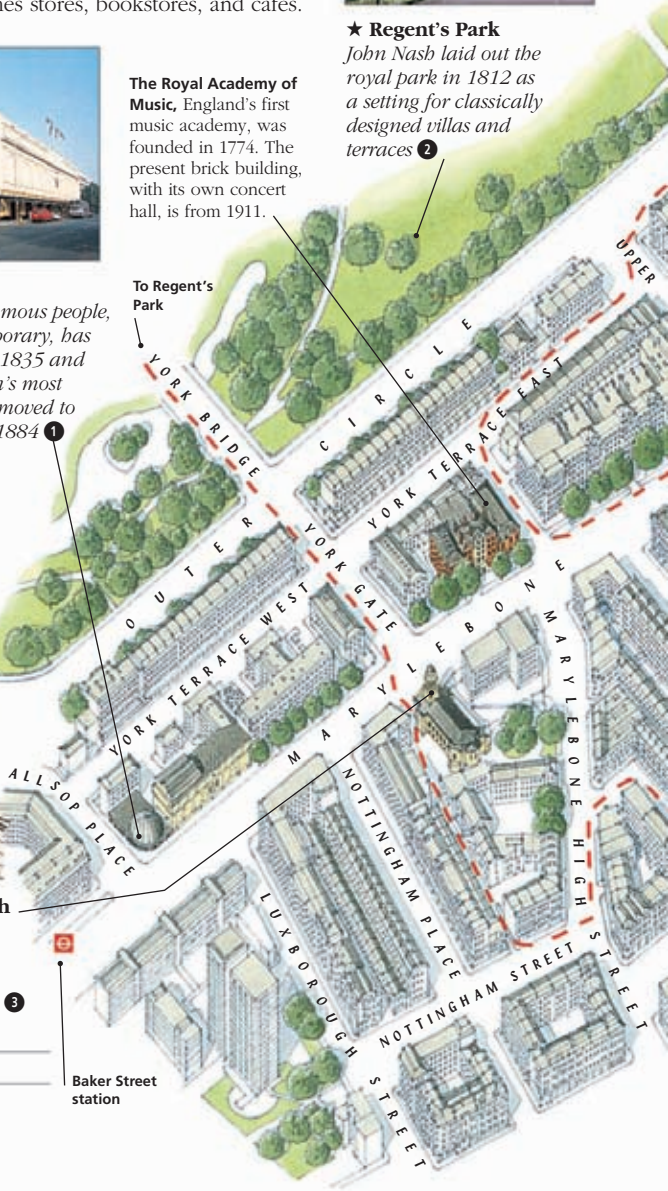 nes stores, bookstores, and cafés.
★ Regent's Park
John Nash laid out the
royal park in 1812 as
a setting for classically
designed villas and
terraces 2
The Royal Academy of
Music, England's first
music academy, was
founded in 1774. The
present brick building,
with its own concert
hall, is from 1911.
To Regent's
Park
mous people,
porary, has
1835 and
n's most
moved to
1884 1
UPPER
YORK BRIDGE
OUTER CIRCLE
YORK TERRACE EAST
YORK GATE
YORK TERRACE WEST
MARYLEBONE
MARYLEBONE HIGH STREET
ALLSOP PLACE
NOTTINGHAM PLACE
LUXBOROUGH STREET
NOTTINGHAM STREET
h
3
Baker Street
station